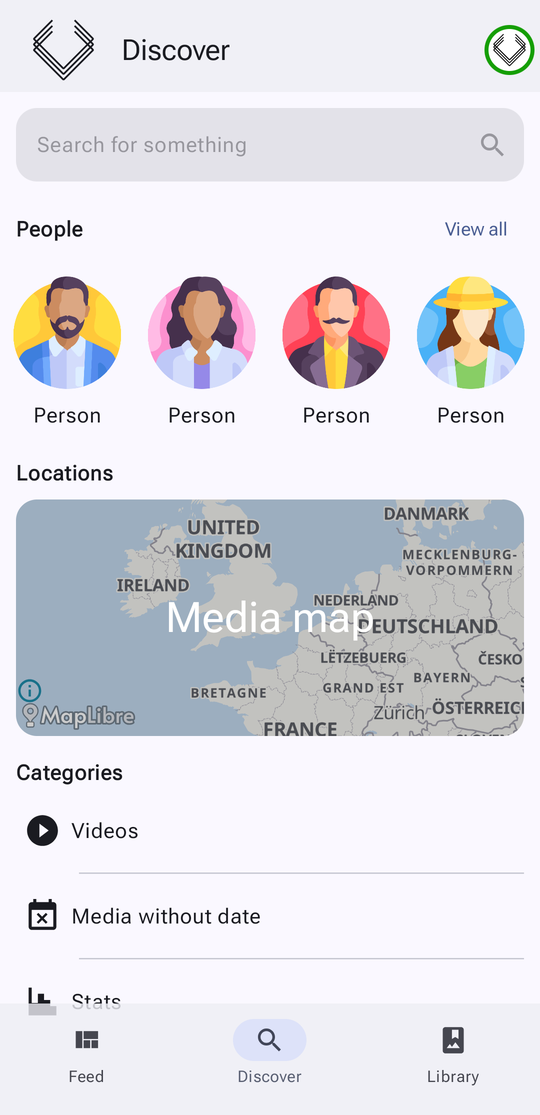 Discover
Search for something
People
View all
Person
Person
Person
Person
Locations
DANMARK
UNITED
KINGDOM
MECKLENBURG-
VORPOMMERN
IRELAND
NEDERLAND
Media map
DEUTSCHLAND
LËTZEBUERG
ČESKO
BAYERN
GRAND EST
BRETAGNE
Zürich
ÖSTERREIC
MapLibre
FRANCE
Categories
Videos
Media without date
Stats
Feed
Discover
Library